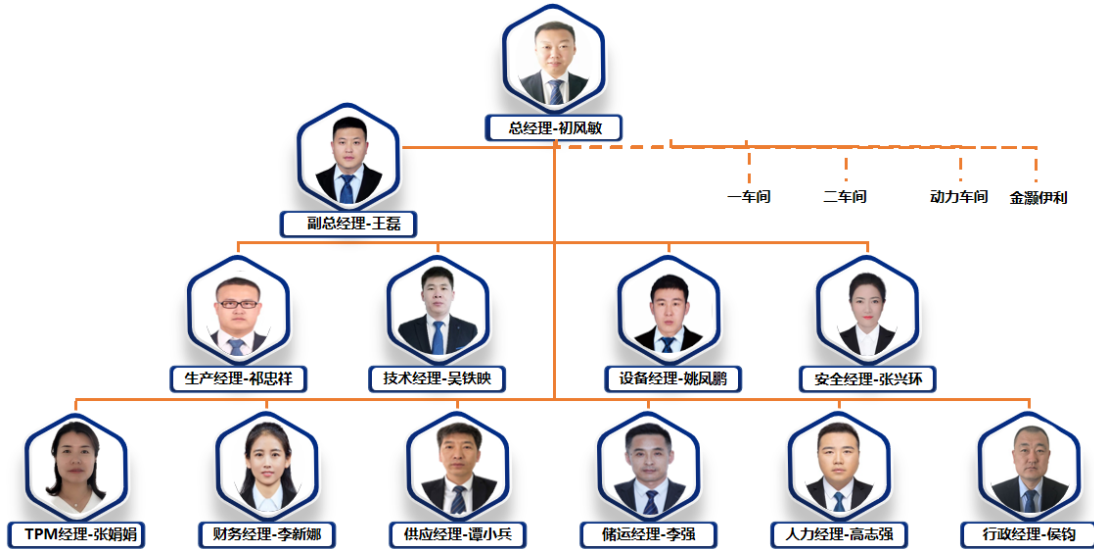 总经理-初风敏
副总经理-王磊
一车间
二车间
动力车间
金灏伊利
生产经理-祁忠祥
技术经理-吴铁映
设备经理-姚凤鹏
安全经理-张兴环
TPM经理-张娟娟
财务经理-李新娜
供应经理-谭小兵
储运经理-李强
人力经理-高志强
行政经理-侯钧